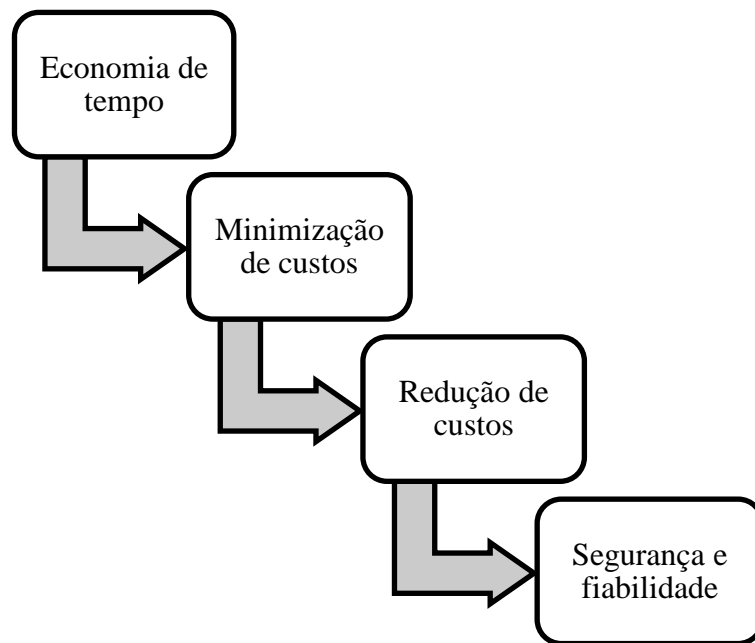 Economia de
tempo
Minimização
de custos
Redução de
custos
Segurança e
fiabilidade